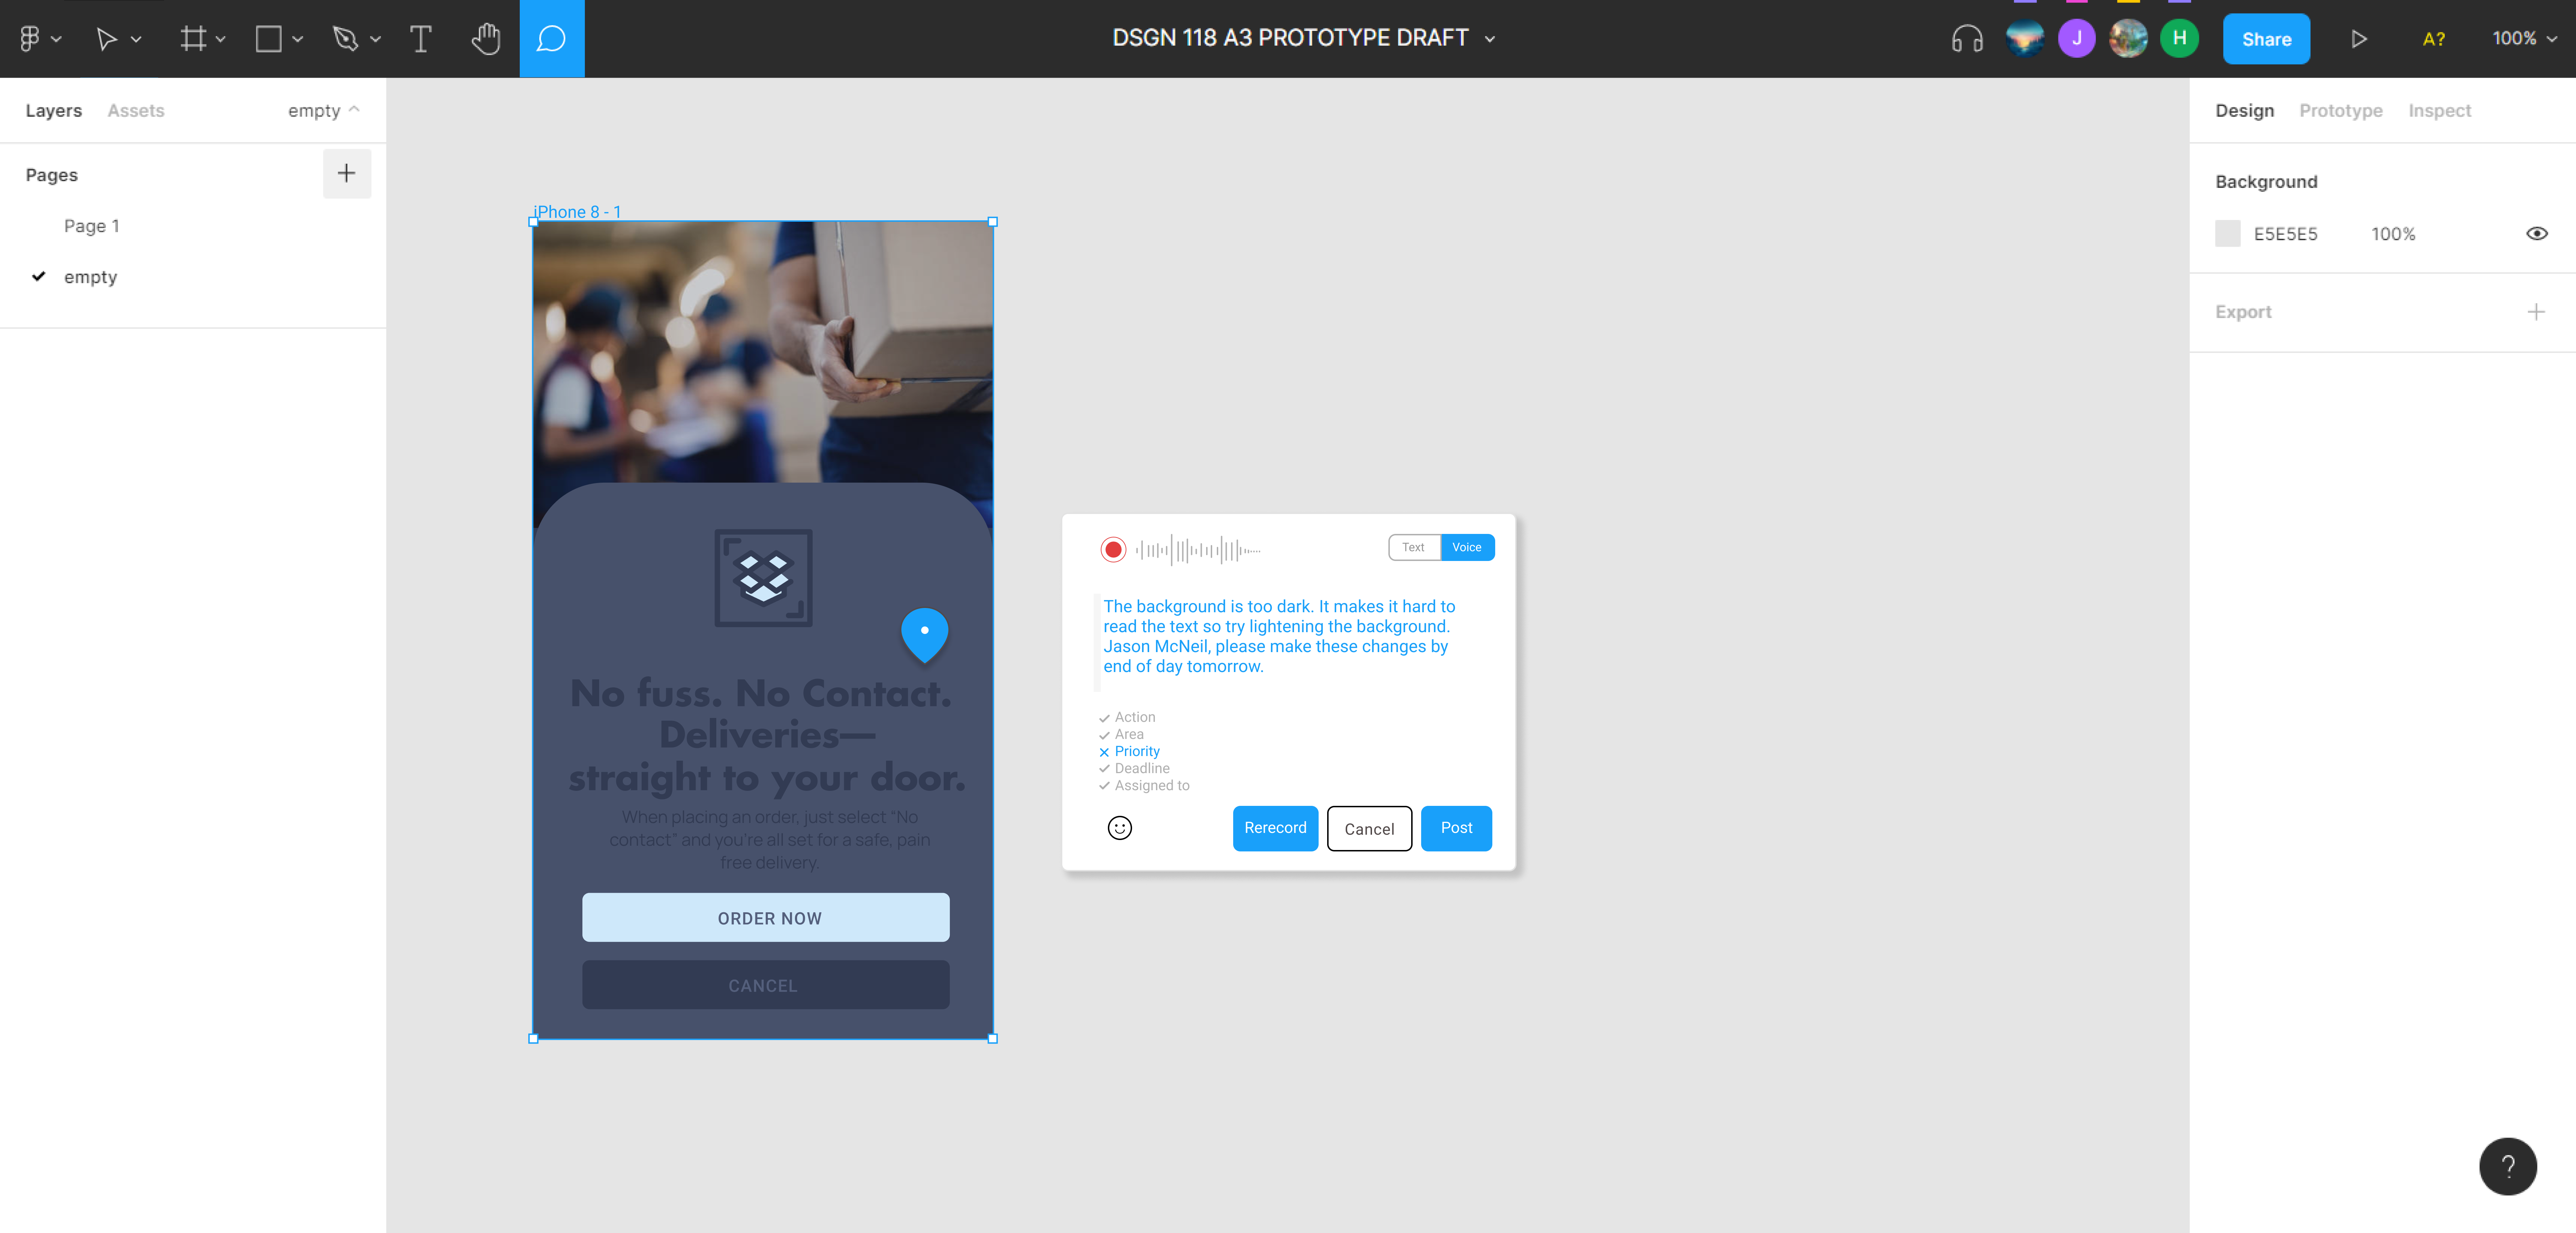 DSGN 118 A3 PROTOTYPE DRAFT
J
H
Share
A?
100%
Layers
Assets
empty
Pages
Page 1
empty
iPhone 8 - 1
No fuss. No Contact.
Deliveries—
straight to your door.
When placing an order, just select "No
contact" and you're all set for a safe, pain
free delivery.
ORDER NOW
CANCEL
Text
Voice
The background is too dark. It makes it hard to
read the text so try lightening the background.
Jason McNeil, please make these changes by
end of day tomorrow.
Action
Area
Priority
Deadline
Assigned to
Rerecord
Cancel
Post
Design
Prototype
Inspect
Background
E5E5E5
100%
Export
?